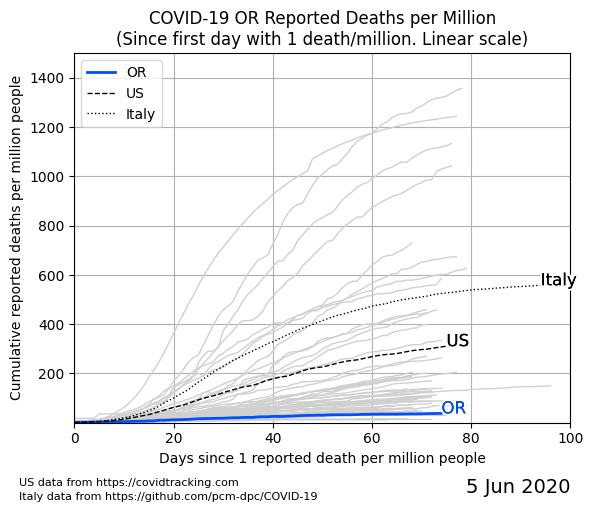 COVID-19 OR Reported Deaths per Million
(Since first day with 1 death/million. Linear scale)
Cumulative reported deaths per million people
1400
1200
1000
800
600
400
200
OR
US
Italy
Italy
US
OR
0
20
40
60
80
100
Days since 1 reported death per million people
US data from https://covidtracking.com
Italy data from https://github.com/pcm-dpc/COVID-19
5 Jun 2020